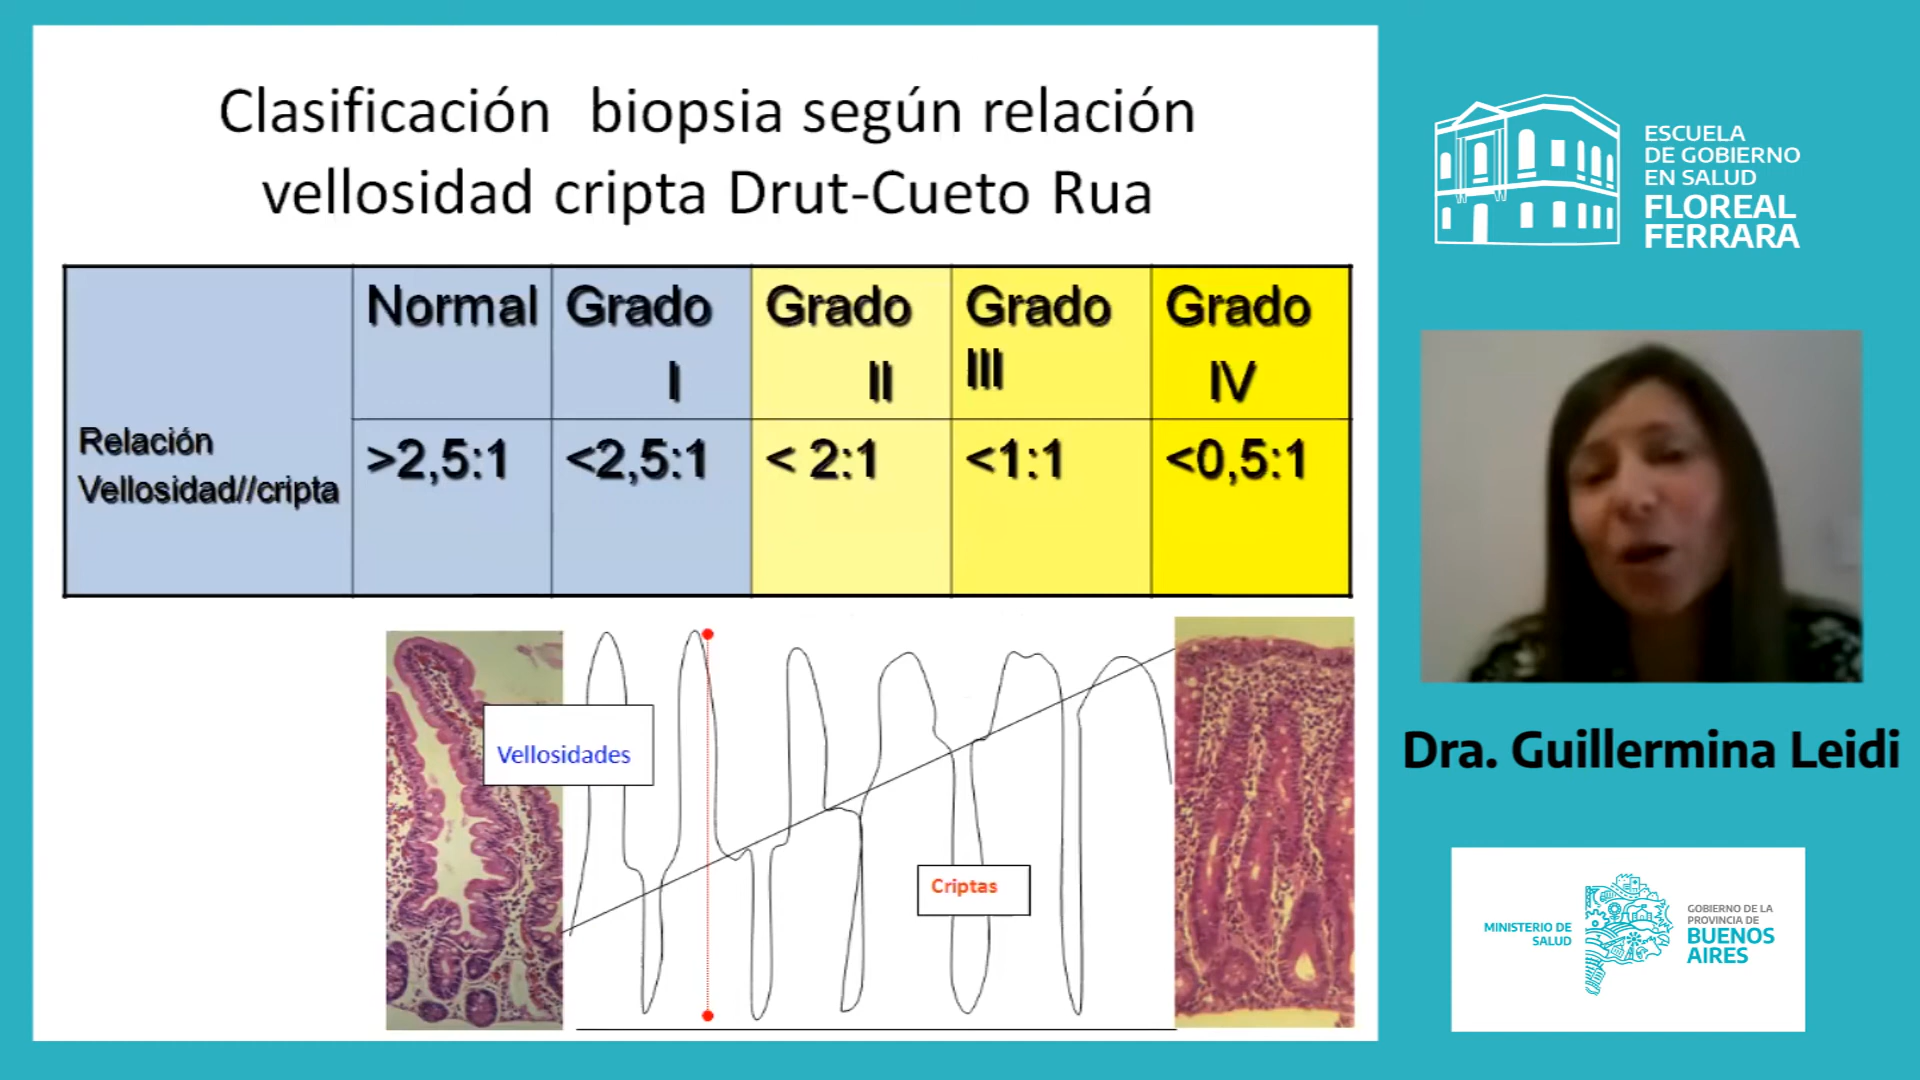 Clasificación biopsia según relación
vellosidad cripta Drut-Cueto Rua
Relación
Vellosidad//cripta
Normal
Grado
I
Grado
II
Grado
III
Grado
IV
>2,5:1
<2,5:1
< 2:1
<1:1
<0,5:1
Vellosidades
Criptas
ESCUELA
DE GOBIERNO
EN SALUD
FLOREAL
FERRARA
Dra. Guillermina Leidi
MINISTERIO DE
SALUD
GOBIERNO DE LA
PROVINCIA DE
BUENOS
AIRES